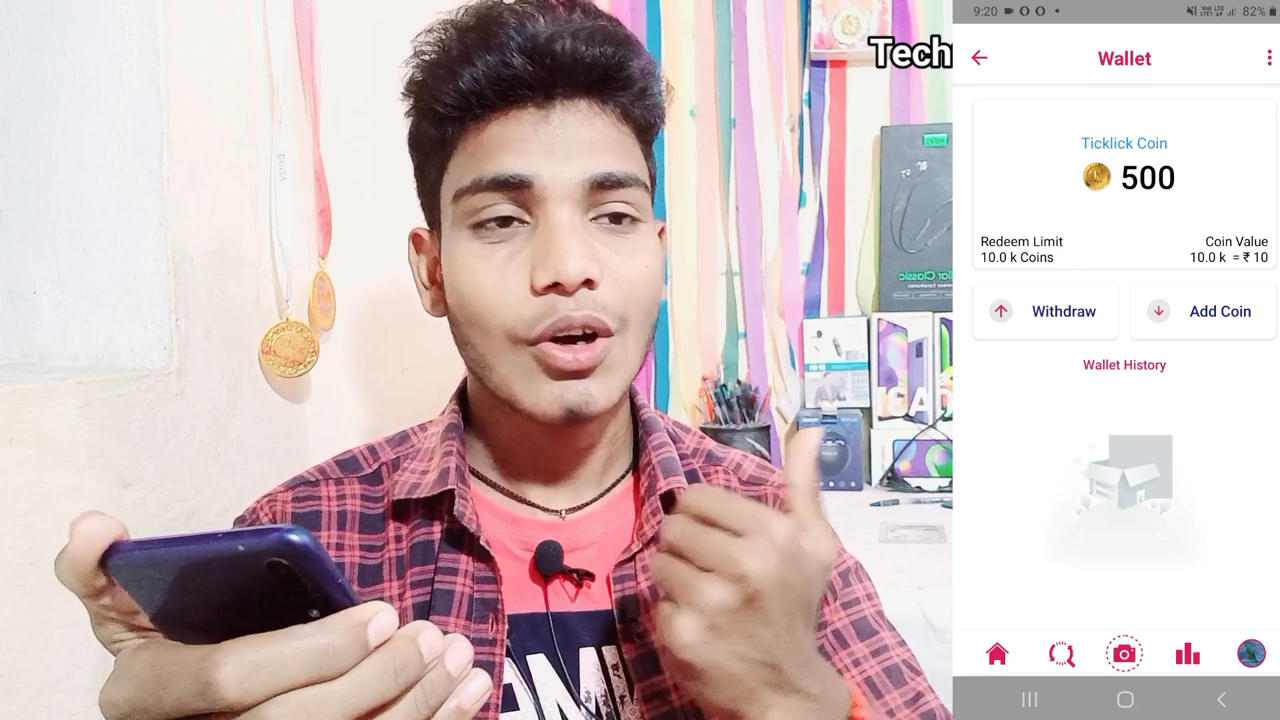 Tech
9:20
82%
Wallet
Ticklick Coin
500
Redeem Limit
10.0 k Coins
Coin Value
10.0 k = ₹ 10
Withdraw
Add Coin
Wallet History